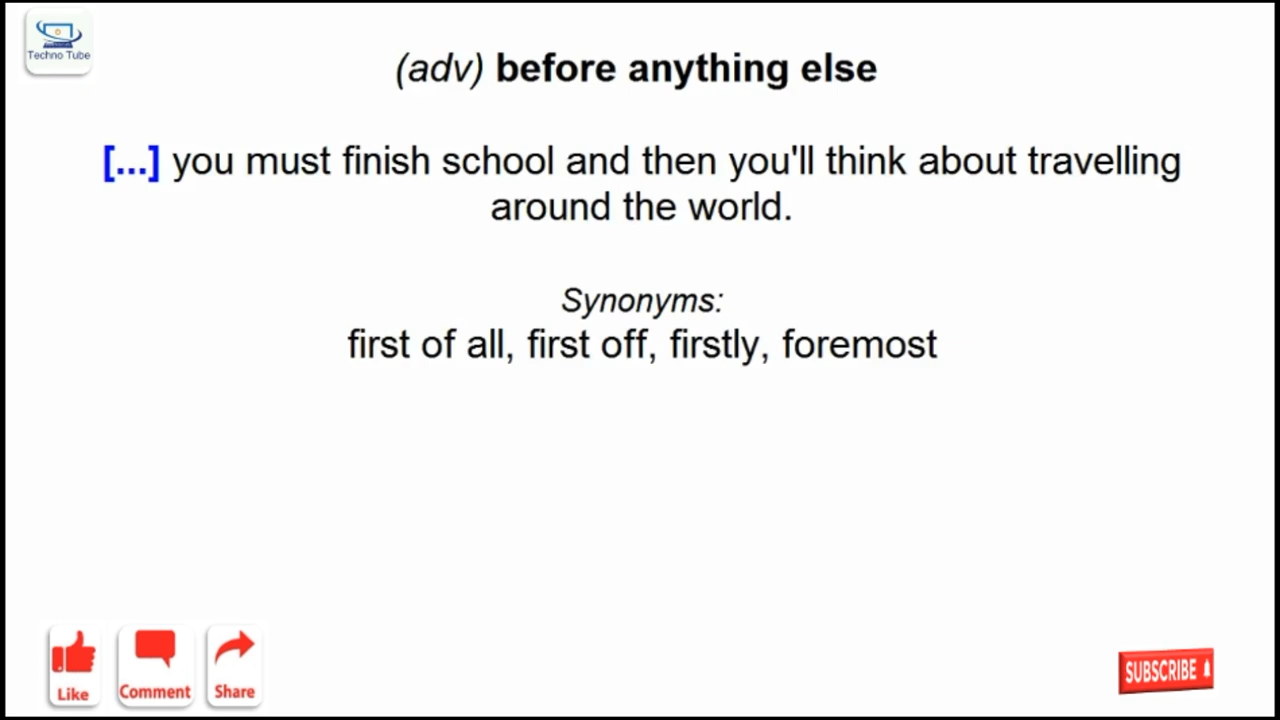 Techno Tube
(adv) before anything else
[...] you must finish school and then you'll think about travelling
around the world.
Synonyms:
first of all, first off, firstly, foremost
Like
Comment
Share
SUBSCRIBE